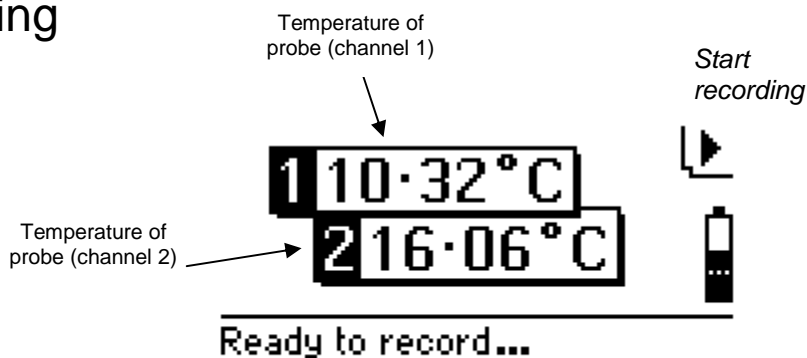 ing
Temperature of
probe (channel 1)
Start
recording
1 10·32°C
Temperature of
probe (channel 2)
2 16·06°C
Ready to record...